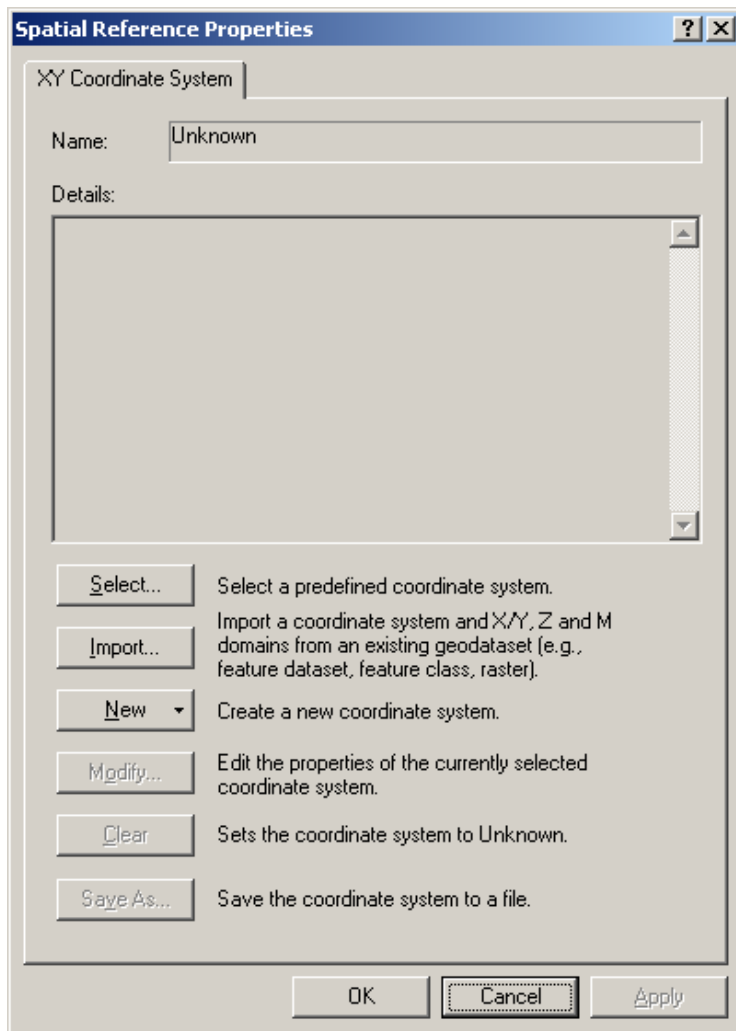 Spatial Reference Properties
XY Coordinate System
Name: Unknown
Details:
Select... Select a predefined coordinate system.
Import... Import a coordinate system and X/Y, Z and M
domains from an existing geodataset (e.g.,
feature dataset, feature class, raster).
New Create a new coordinate system.
Modify... Edit the properties of the currently selected
coordinate system.
Clear Sets the coordinate system to Unknown.
Save As... Save the coordinate system to a file.
OK Cancel Apply